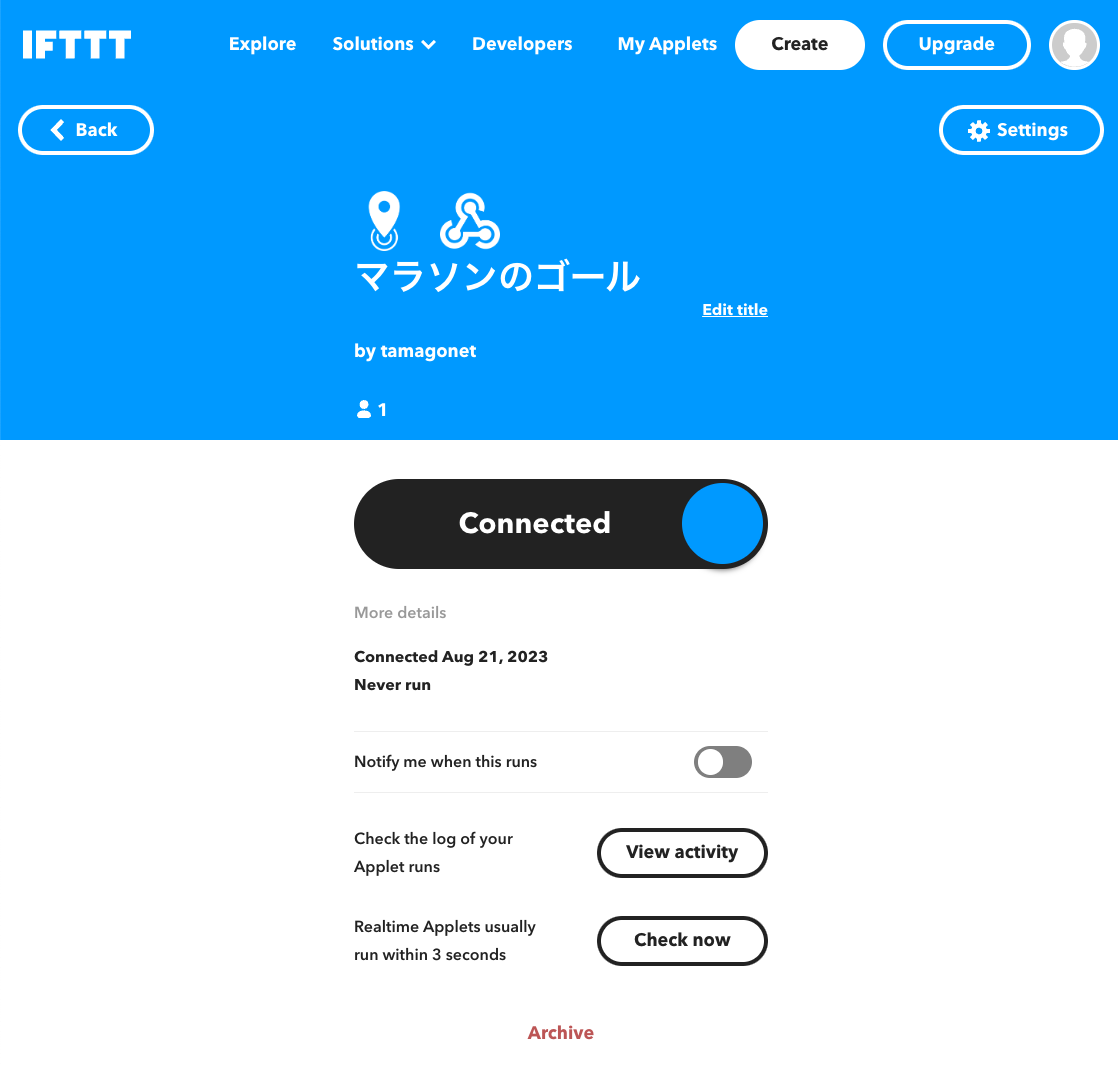 IFTTT
Explore
Solutions
Developers
My Applets
Create
Upgrade
Back
Settings
マラソンのゴール
Edit title
by tamagonet
1
Connected
More details
Connected Aug 21, 2023
Never run
Notify me when this runs
Check the log of your
Applet runs
View activity
Realtime Applets usually
run within 3 seconds
Check now
Archive